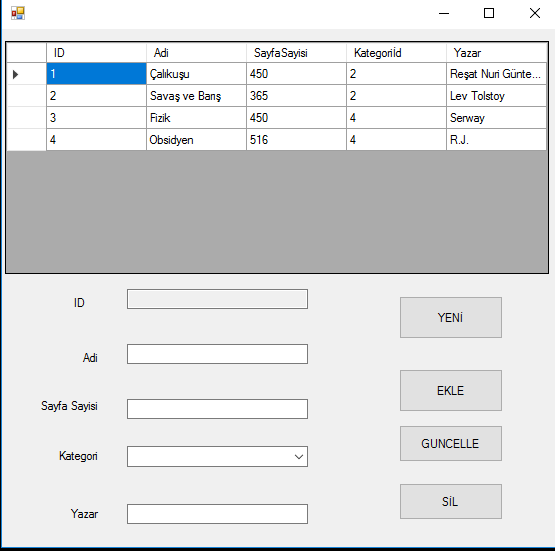 ID Adi SayfaSayisi Kategoriİd Yazar
1 Çalıkuşu 450 2 Reşat Nuri Günte...
2 Savaş ve Barış 365 2 Lev Tolstoy
3 Fizik 450 4 Serway
4 Obsidyen 516 4 R.J.
ID
YENİ
Adi
EKLE
Sayfa Sayisi
GUNCELLE
Kategori
SİL
Yazar